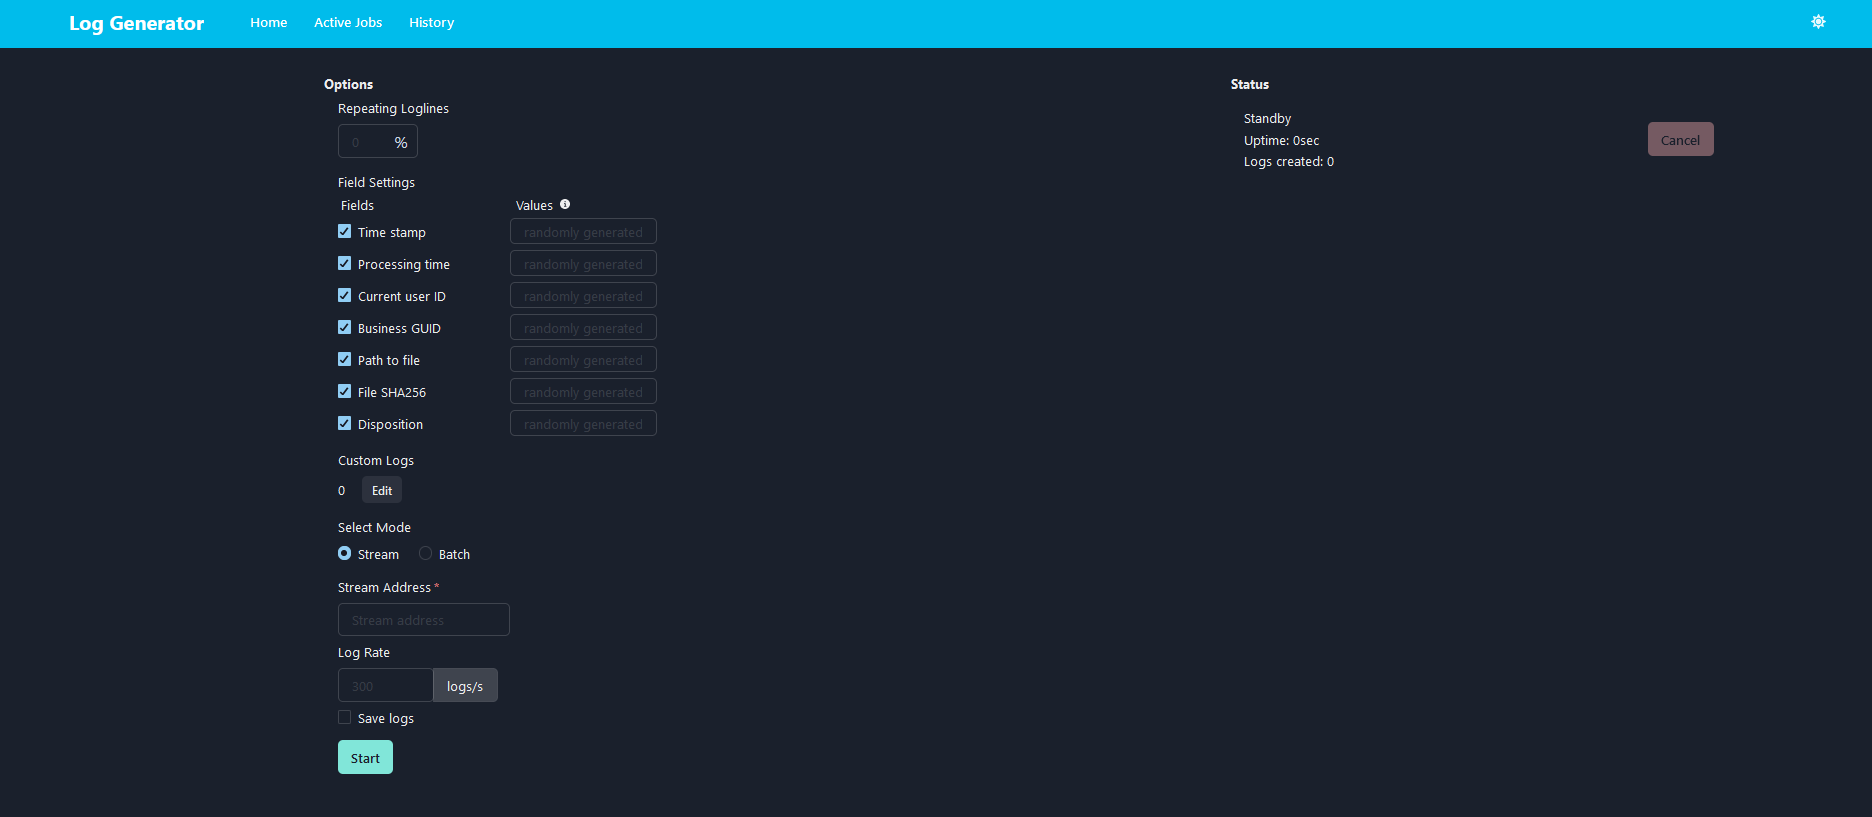 Log Generator Home Active Jobs History
Options
Repeating Loglines
0 %
Field Settings
Fields Values
Time stamp randomly generated
Processing time randomly generated
Current user ID randomly generated
Business GUID randomly generated
Path to file randomly generated
File SHA256 randomly generated
Disposition randomly generated
Custom Logs
0 Edit
Select Mode
Stream Batch
Stream Address *
Stream address
Log Rate
300 logs/s
Save logs
Start
Status
Standby
Uptime: 0sec
Logs created: 0
Cancel